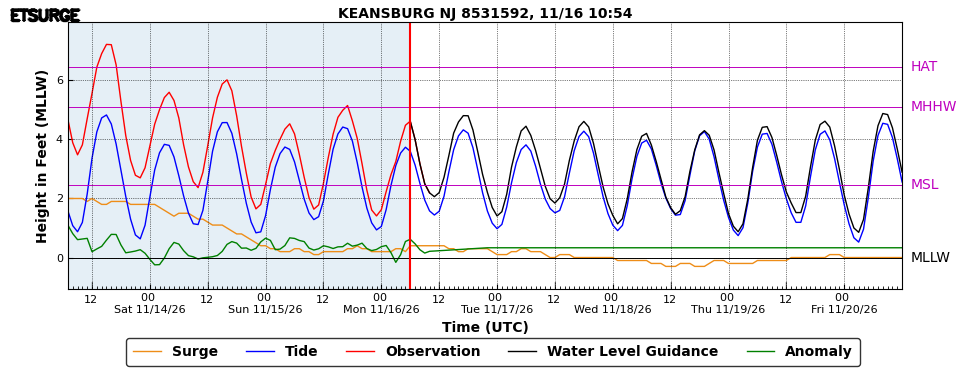 ETSURGE
KEANSBURG NJ 8531592, 11/16 10:54
Height in Feet (MLLW)
6
4
2
0
HAT
MHHW
MSL
MLLW
12 00 12 00 12 00 12 00 12 00 12 00 12 00
Sat 11/14/26 Sun 11/15/26 Mon 11/16/26 Tue 11/17/26 Wed 11/18/26 Thu 11/19/26 Fri 11/20/26
Time (UTC)
Surge Tide Observation Water Level Guidance Anomaly